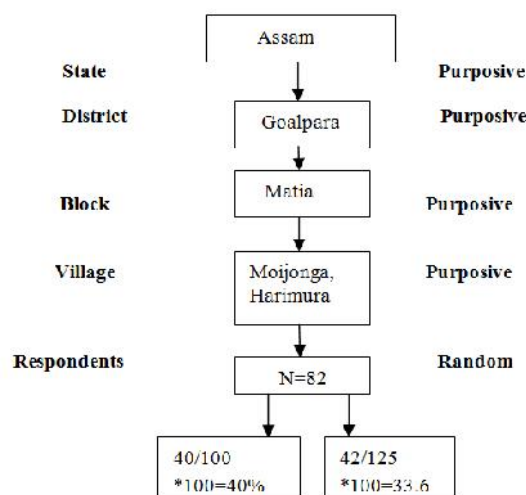 Assam
State
Purposive
District
Goalpara
Purposive
Matia
Block
Purposive
Village
Moijonga,
Harimura
Purposive
Respondents
Random
N=82
40/100
*100=40%
42/125
*100=33.6